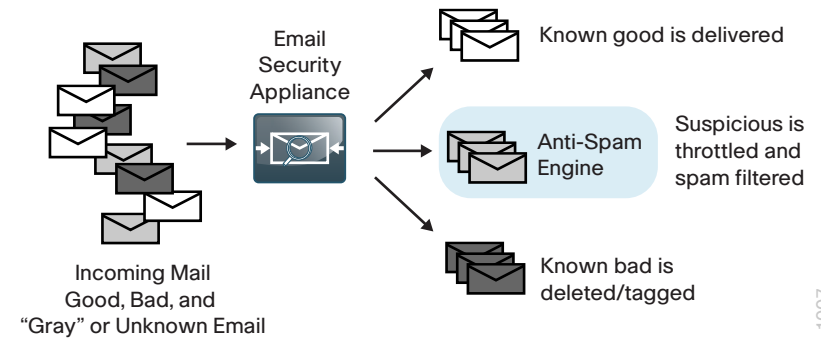 Email
Security
Appliance
Known good is delivered
Anti-Spam
Engine
Suspicious is
throttled and
spam filtered
Known bad is
deleted/tagged
Incoming Mail
Good, Bad, and
“Gray” or Unknown Email